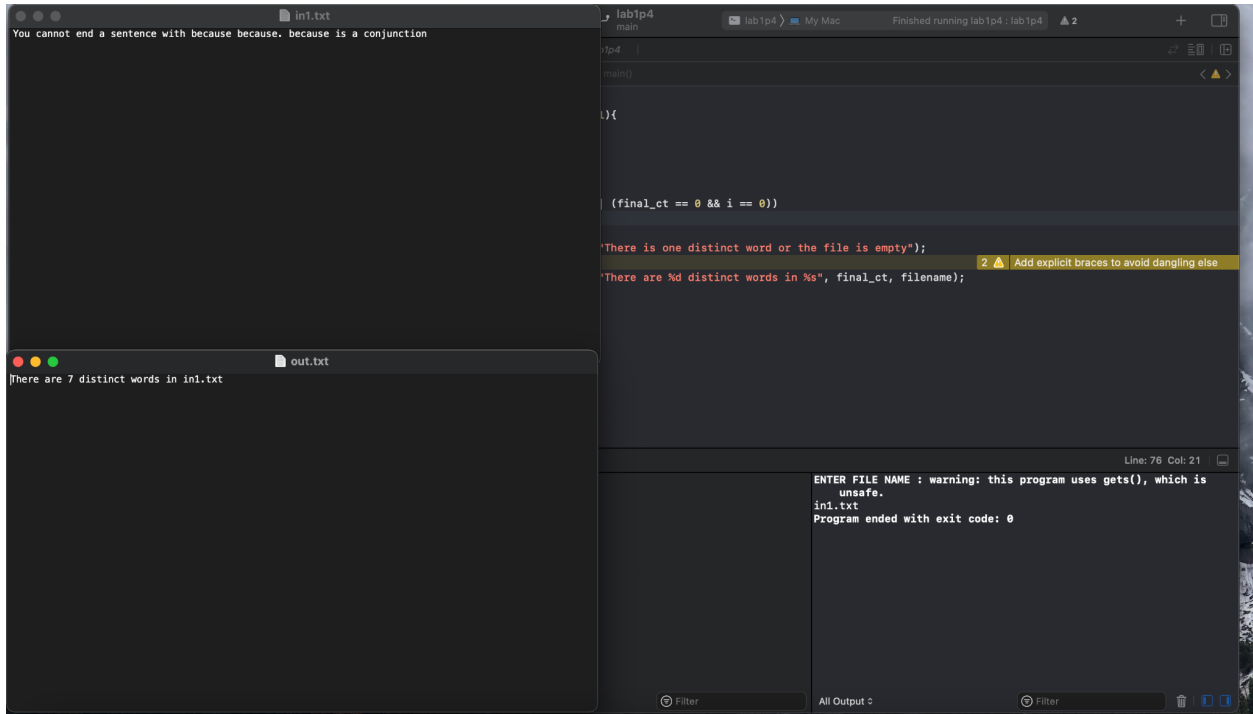 in1.txt
You cannot end a sentence with because because. because is a conjunction
lab1p4
main
lab1p4 〉 My Mac
Finished running lab1p4 : lab1p4
2
main()
){
(final_ct == 0 && i == 0))
"There is one distinct word or the file is empty");
2 Add explicit braces to avoid dangling else
"There are %d distinct words in %s", final_ct, filename);
out.txt
There are 7 distinct words in in1.txt
Line: 76 Col: 21
ENTER FILE NAME : warning: this program uses gets(), which is
unsafe.
in1.txt
Program ended with exit code: 0
Filter
All Output
Filter